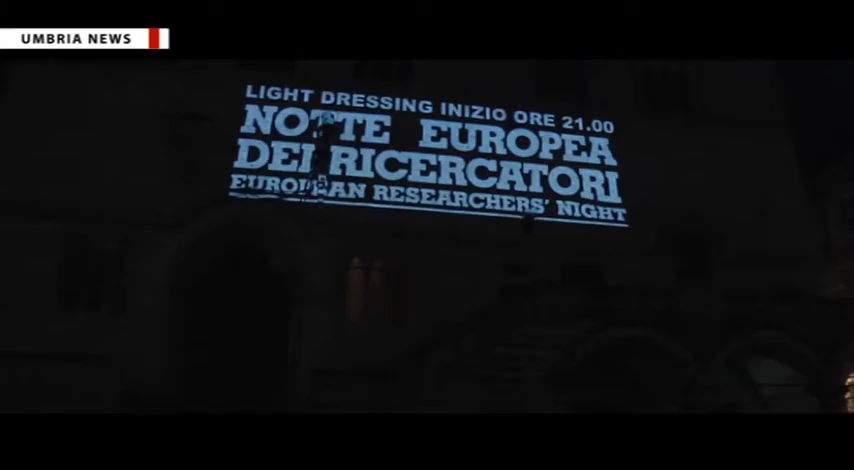 UMBRIA NEWS
LIGHT DRESSING INIZIO ORE 21.00
NOTTE EUROPEA
DEI RICERCATORI
EUROPEAN RESEARCHERS' NIGHT